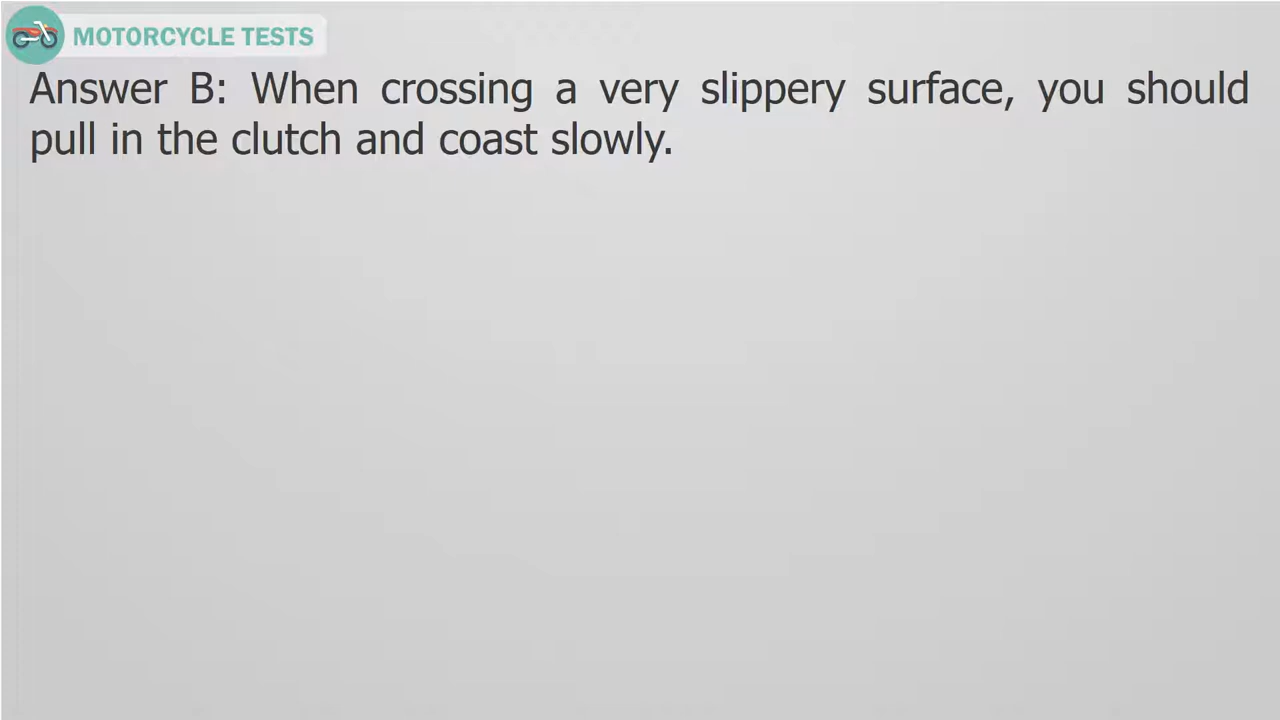 MOTORCYCLE TESTS
Answer B: When crossing a very slippery surface, you should
pull in the clutch and coast slowly.